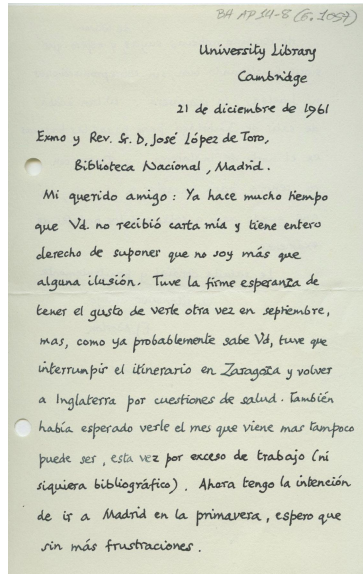 BH AP 14-8 (G.1057)
University Library
Cambridge
21 de diciembre de 1961
Exmo y Rev. Sr. D. José López de Toro,
Biblioteca Nacional, Madrid.
Mi querido amigo: Ya hace mucho tiempo
que Vd. no recibió carta mía y tiene entero
derecho de suponer que no soy más que
alguna ilusión. Tuve la firme esperanza de
tener el gusto de verle otra vez en septiembre,
mas, como ya probablemente sabe Vd, tuve que
interrunpir el itinerario en Zaragoza y volver
a Inglaterra por cuestiones de salud. También
había esperado verle el mes que viene mas tampoco
puede ser, esta vez por exceso de trabajo (ni
siquiera bibliográfico). Ahora tengo la intención
de ir a Madrid en la primavera, espero que
sin más frustraciones.